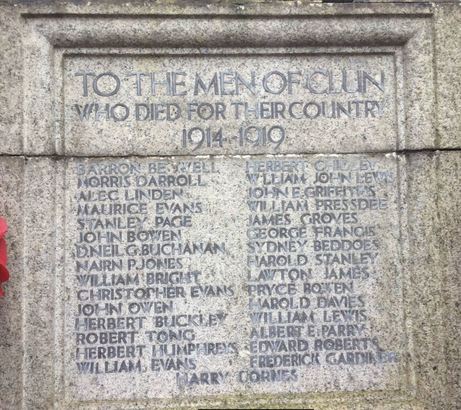 TO THE MEN OF CLUN
WHO DIED FOR THEIR COUNTRY
1914-1919
BARRON
MORRIS DARROLL
ALEC LINDEN
MAURICE EVANS
STANLEY PAGE
JOHN BOWEN
D.NEIL G.BUCHANAN
NAIRN P.JONES
WILLIAM BRIGHT
CHRISTOPHER EVANS
JOHN OWEN
HERBERT BUCKLEY
ROBERT TONG
HERBERT HUMPHREYS
WILLIAM EVANS
HERBERT
WILLIAM JOHN LEWIS
JOHN E.GRIFFITHS
WILLIAM PRESSDEE
JAMES GROVES
GEORGE FRANCIS
SYDNEY BEDDOES
HAROLD STANLEY
LAWTON JAMES
PRYCE BOWEN
HAROLD DAVIES
WILLIAM LEWIS
ALBERT E.PARRY
EDWARD ROBERTS
FREDERICK GARDINER
HARRY CORNES